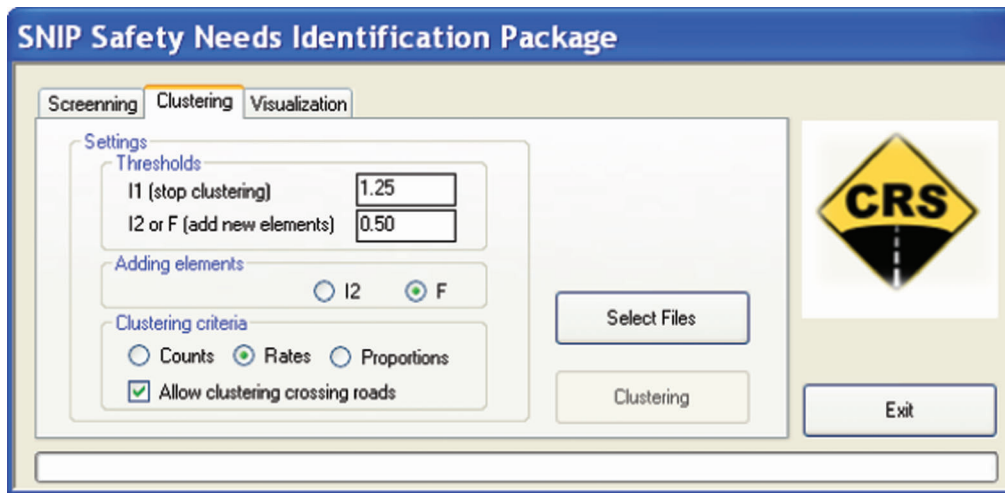 SNIP Safety Needs Identification Package
Screenning Clustering Visualization
Settings
Thresholds
I1 (stop clustering) 1.25
I2 or F (add new elements) 0.50
Adding elements
I2 F
Clustering criteria
Counts Rates Proportions
Allow clustering crossing roads
Select Files
Clustering
CRS
Exit